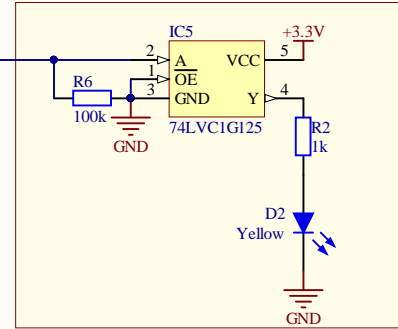 IC5
+3.3V
2 A VCC 5
1 OE
3 GND Y 4
R6
100k
74LVC1G125
GND
R2
1k
D2
Yellow
GND